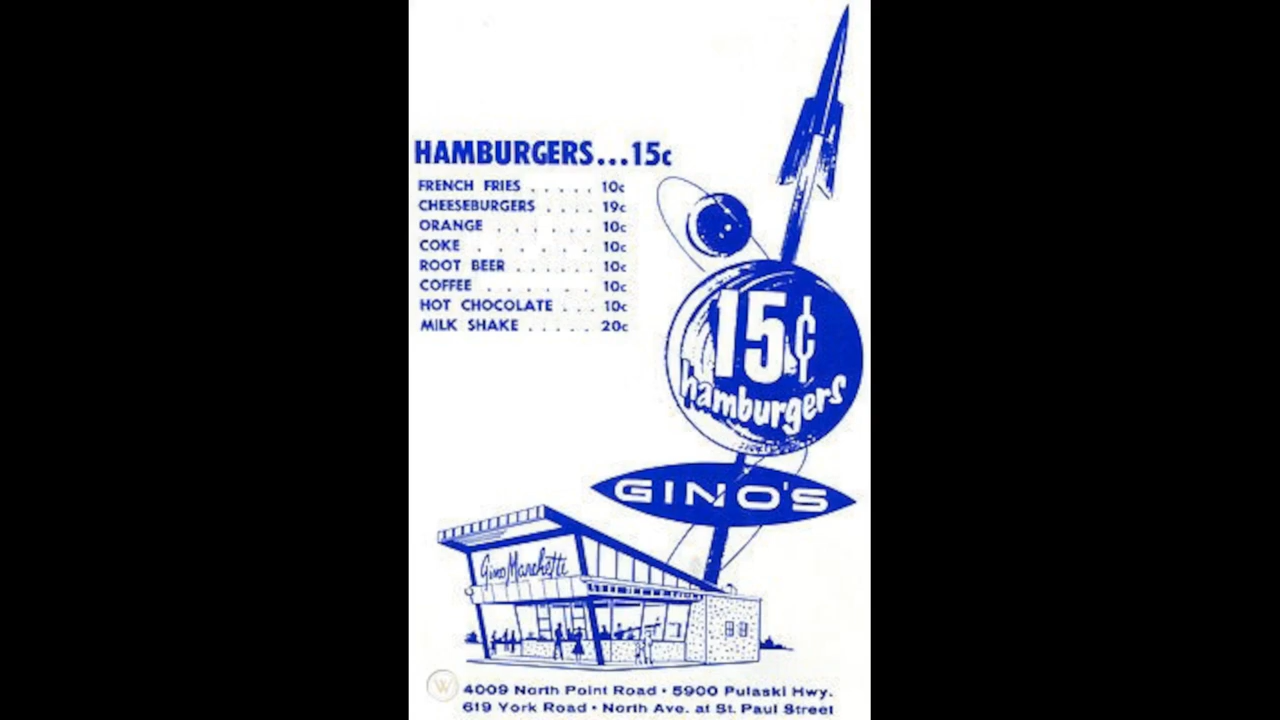 HAMBURGERS...15c
FRENCH FRIES . . . . . 10c
CHEESEBURGERS . . . . 19c
ORANGE . . . . . . 10c
COKE . . . . . . 10c
ROOT BEER . . . . . . 10c
COFFEE . . . . . . 10c
HOT CHOCOLATE . . . 10c
MILK SHAKE . . . . . 20c
15¢
hamburgers
GINO'S
Gino Marchetti
W
4009 North Point Road • 5900 Pulaski Hwy.
619 York Road • North Ave. at St. Paul Street